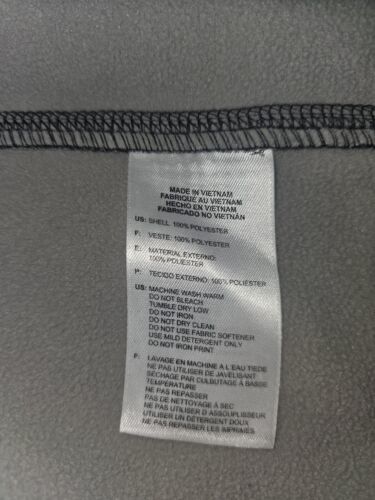 MADE IN VIETNAM
FABRIQUÉ AU VIETNAM
HECHO EN VIETNAM
FABRICADO NO VIETNÁN
US: SHELL: 100% POLYESTER
F: VESTE: 100% POLYESTER
E: MATERIAL EXTERNO:
100% POLIÉSTER
P: TECIDO EXTERNO: 100% POLIÉSTER
US: MACHINE WASH WARM
DO NOT BLEACH
TUMBLE DRY LOW
DO NOT IRON
DO NOT DRY CLEAN
DO NOT USE FABRIC SOFTENER
USE MILD DETERGENT ONLY
DO NOT IRON PRINT
F: LAVAGE EN MACHINE À L'EAU TIÈDE
NE PAS UTILISER DE JAVELISANT
SÉCHAGE PAR CULBUTAGE À BASSE
TEMPÉRATURE
NE PAS REPASSER
PAS DE NETTOYAGE À SEC
NE PAS UTILISER D'ASSOUPLISSEUR
UTILISER UN DÉTERGENT DOUX
NE PAS REPASSER